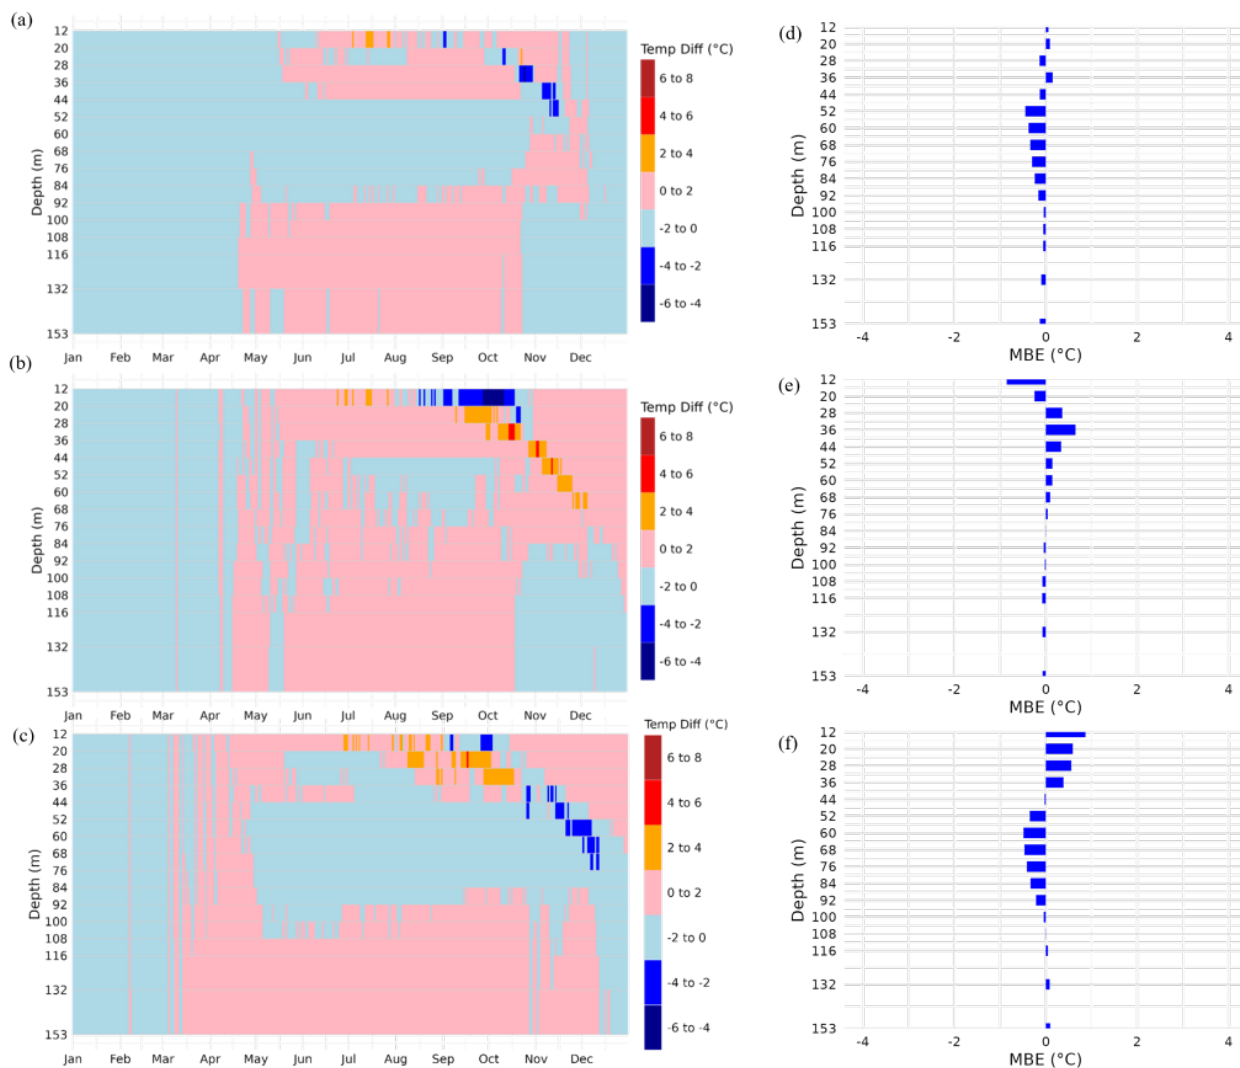 (a)
12
20
28
36
44
52
60
68
76
84
92
100
108
116
132
153
Depth (m)
Jan Feb Mar Apr May Jun Jul Aug Sep Oct Nov Dec
Temp Diff (°C)
6 to 8
4 to 6
2 to 4
0 to 2
-2 to 0
-4 to -2
-6 to -4
(d)
12
20
28
36
44
52
60
68
76
84
92
100
108
116
132
153
Depth (m)
-4 -2 0 2 4
MBE (°C)
(b)
12
20
28
36
44
52
60
68
76
84
92
100
108
116
132
153
Depth (m)
Jan Feb Mar Apr May Jun Jul Aug Sep Oct Nov Dec
Temp Diff (°C)
6 to 8
4 to 6
2 to 4
0 to 2
-2 to 0
-4 to -2
-6 to -4
(e)
12
20
28
36
44
52
60
68
76
84
92
100
108
116
132
153
Depth (m)
-4 -2 0 2 4
MBE (°C)
(c)
12
20
28
36
44
52
60
68
76
84
92
100
108
116
132
153
Depth (m)
Jan Feb Mar Apr May Jun Jul Aug Sep Oct Nov Dec
Temp Diff (°C)
6 to 8
4 to 6
2 to 4
0 to 2
-2 to 0
-4 to -2
-6 to -4
(f)
12
20
28
36
44
52
60
68
76
84
92
100
108
116
132
153
Depth (m)
-4 -2 0 2 4
MBE (°C)